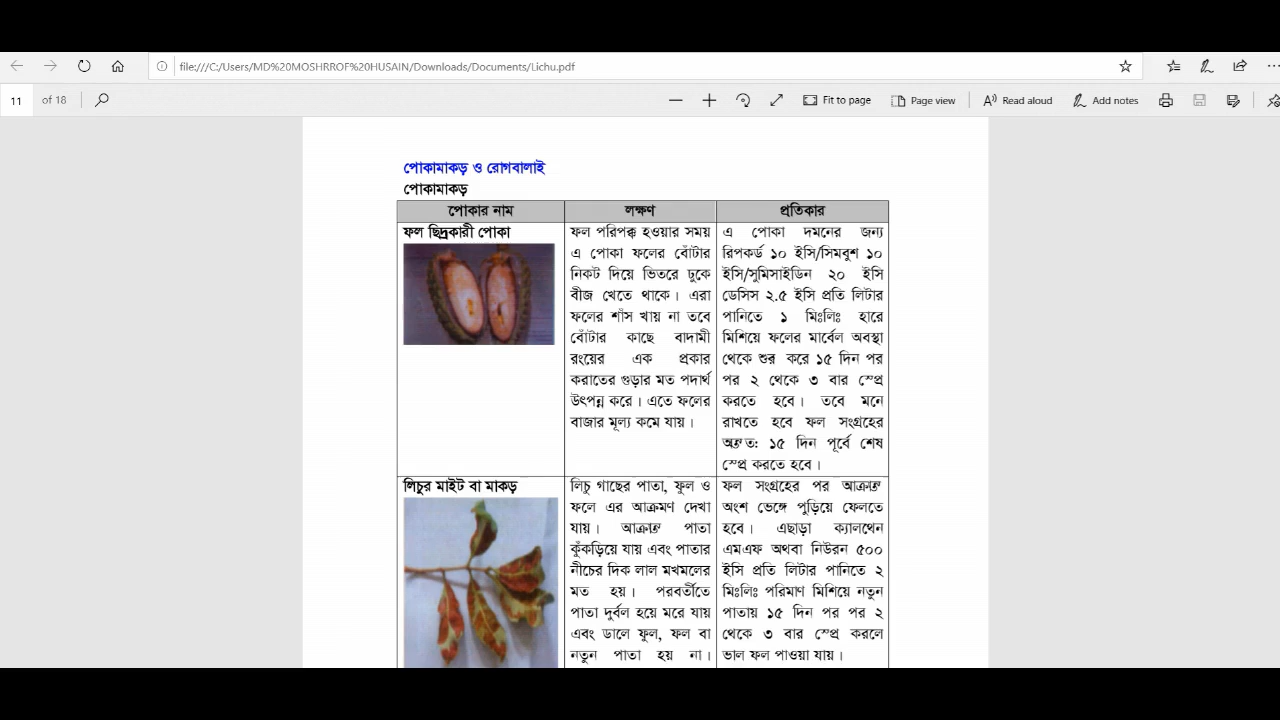 file:///C:/Users/MD%20MOSHRROF%20HUSAIN/Downloads/Documents/Lichu.pdf
11 of 18
Fit to page
Page view
Read aloud
Add notes
পোকামাকড় ও রোগবালাই
পোকামাকড়
পোকার নাম
লক্ষণ
প্রতিকার
ফল ছিদ্রকারী পোকা
ফল পরিপক্ক হওয়ার সময়
এ পোকা ফলের বোঁটার
নিকট দিয়ে ভিতরে ঢুকে
বীজ খেতে থাকে। এরা
ফলের শাঁস খায় না তবে
বোঁটার কাছে বাদামী
রংয়ের এক প্রকার
করাতের গুড়ার মত পদার্থ
উৎপন্ন করে। এতে ফলের
বাজার মূল্য কমে যায়।
এ পোকা দমনের জন্য
রিপকর্ড ১০ ইসি/সিমবুশ ১০
ইসি/সুমিসাইডিন ২০ ইসি
ডেসিস ২.৫ ইসি প্রতি লিটার
পানিতে ১ মিঃলিঃ হারে
মিশিয়ে ফলের মার্বেল অবস্থা
থেকে শুরু করে ১৫ দিন পর
পর ২ থেকে ৩ বার স্প্রে
করতে হবে। তবে মনে
রাখতে হবে ফল সংগ্রহের
অন্তত: ১৫ দিন পূর্বে শেষ
স্প্রে করতে হবে।
লিচুর মাইট বা মাকড়
লিচু গাছের পাতা, ফুল ও
ফলে এর আক্রমণ দেখা
যায়। আক্রান্ত পাতা
কুঁকড়িয়ে যায় এবং পাতার
নীচের দিক লাল মখমলের
মত হয়। পরবর্তীতে
পাতা দুর্বল হয়ে মরে যায়
এবং ডালে ফুল, ফল বা
নতুন পাতা হয় না।
ফল সংগ্রহের পর আক্রান্ত
অংশ ভেঙ্গে পুড়িয়ে ফেলতে
হবে। এছাড়া ক্যালথেন
এমএফ অথবা নিউরন ৫০০
ইসি প্রতি লিটার পানিতে ২
মিঃলিঃ পরিমাণ মিশিয়ে নতুন
পাতায় ১৫ দিন পর পর ২
থেকে ৩ বার স্প্রে করলে
ভাল ফল পাওয়া যায়।